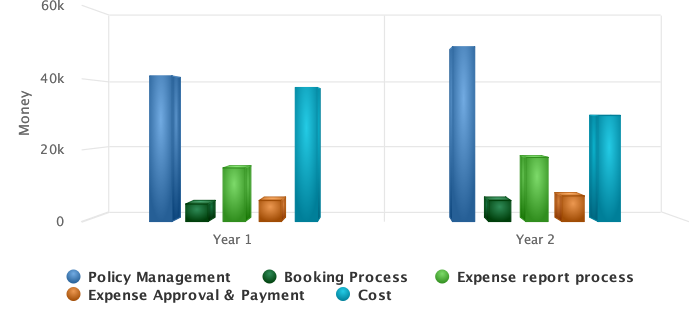 60k
40k
20k
0
Money
Year 1
Year 2
Policy Management
Booking Process
Expense report process
Expense Approval & Payment
Cost